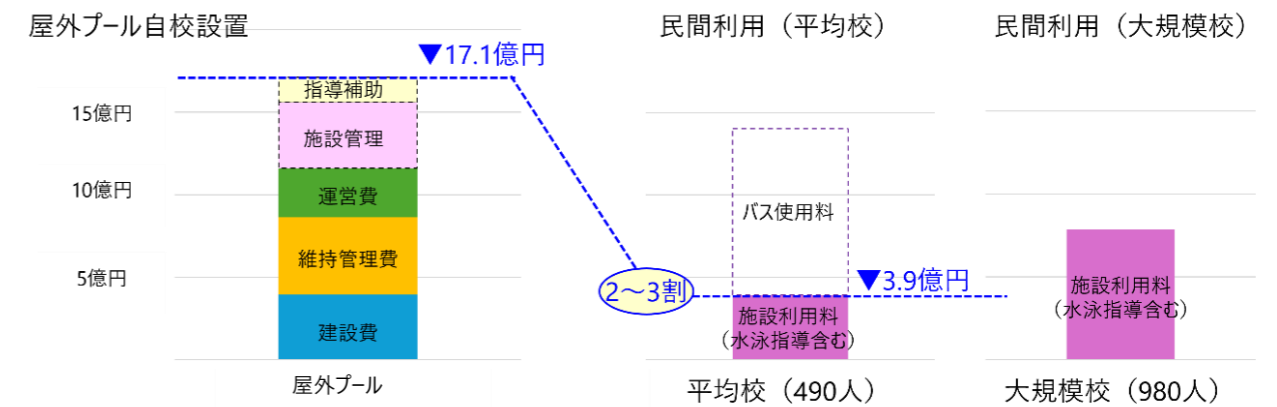 屋外プール自校設置
▼17.1億円
15億円
10億円
5億円
指導補助
施設管理
運営費
維持管理費
建設費
屋外プール
2～3割
民間利用（平均校）
バス使用料
▼3.9億円
施設利用料
（水泳指導含む）
平均校（490人）
民間利用（大規模校）
施設利用料
（水泳指導含む）
大規模校（980人）